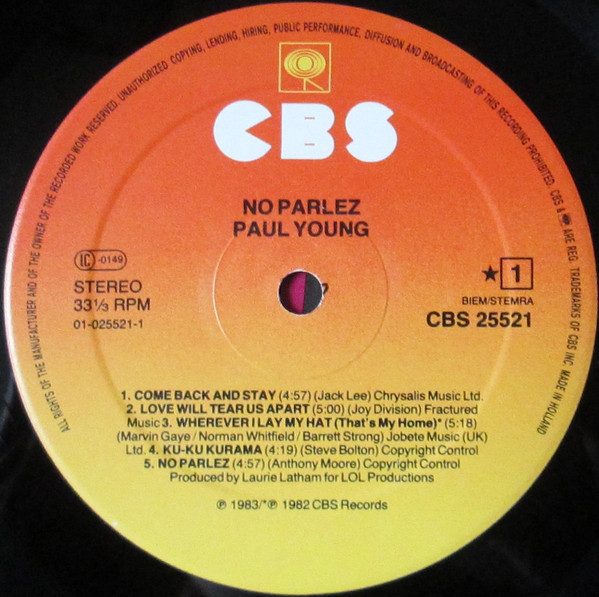 ALL RIGHTS OF THE MANUFACTURER AND OF THE OWNER OF THE RECORDED WORK RESERVED. UNAUTHORIZED COPYING, LENDING, HIRING, PUBLIC PERFORMANCE, DIFFUSION AND BROADCASTING OF THIS RECORDING PROHIBITED. CBS & ARE REG. TRADEMARKS OF CBS INC. MADE IN HOLLAND
CBS
NO PARLEZ
PAUL YOUNG
IC -0149
STEREO
33⅓ RPM
01-025521-1
★ 1
BIEM/STEMRA
CBS 25521
1. COME BACK AND STAY (4:57) (Jack Lee) Chrysalis Music Ltd.
2. LOVE WILL TEAR US APART (5:00) (Joy Division) Fractured
Music 3. WHEREVER I LAY MY HAT (That's My Home)* (5:18)
(Marvin Gaye / Norman Whitfield / Barrett Strong) Jobete Music (UK)
Ltd. 4. KU-KU KURAMA (4:19) (Steve Bolton) Copyright Control
5. NO PARLEZ (4:57) (Anthony Moore) Copyright Control
Produced by Laurie Latham for LOL Productions
℗ 1983/*℗ 1982 CBS Records